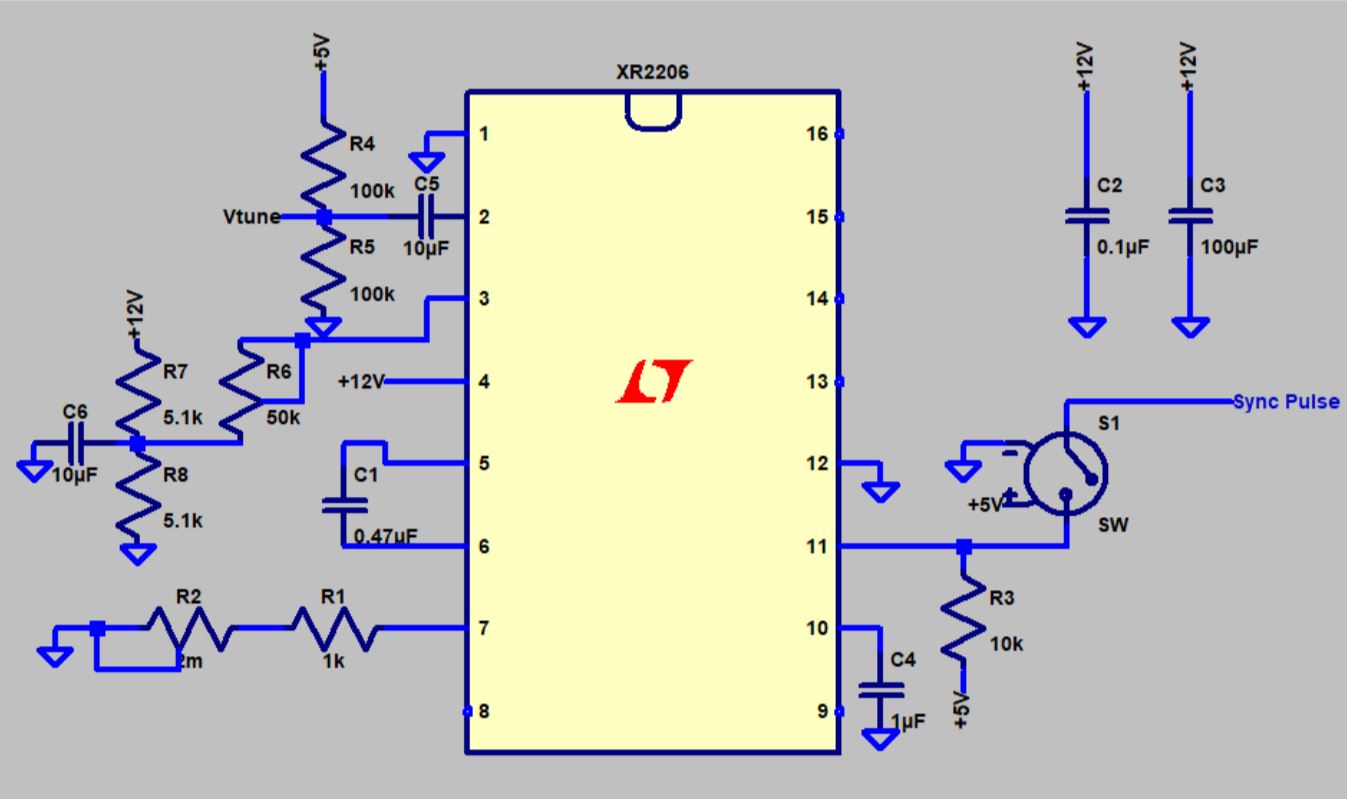 XR2206
+5V
R4
100k
Vtune
R5
100k
C5
10µF
+12V
R7
5.1k
R6
50k
C6
10µF
R8
5.1k
+12V
C1
0.47µF
R2
2m
R1
1k
1
2
3
4
5
6
7
8
16
15
14
13
12
11
10
9
+12V
C2
0.1µF
+12V
C3
100µF
Sync Pulse
S1
+5V
SW
R3
10k
+5V
C4
1µF